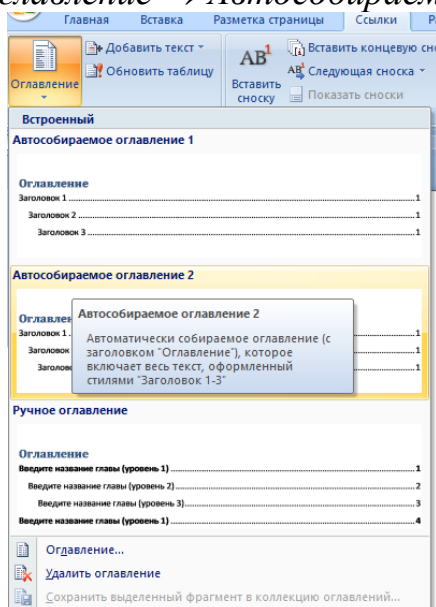 главление → Автособираем
Главная Вставка Разметка страницы Ссылки Р
Оглавление
Добавить текст
Обновить таблицу
AB1
Вставить сноску
Вставить концевую сн
AB Следующая сноска
Показать сноски
Встроенный
Автособираемое оглавление 1
Оглавление
Заголовок 1 1
Заголовок 2 1
Заголовок 3 1
Автособираемое оглавление 2
Оглавлен
Заголовок 1 1
Заголовок 1
Заголово 1
Автособираемое оглавление 2
Автоматически собираемое оглавление (с
заголовком "Оглавление"), которое
включает весь текст, оформленный
стилями "Заголовок 1-3"
Ручное оглавление
Оглавление
Введите название главы (уровень 1) 1
Введите название главы (уровень 2) 2
Введите название главы (уровень 3) 3
Введите название главы (уровень 1) 4
Оглавление...
Удалить оглавление
Сохранить выделенный фрагмент в коллекцию оглавлений...